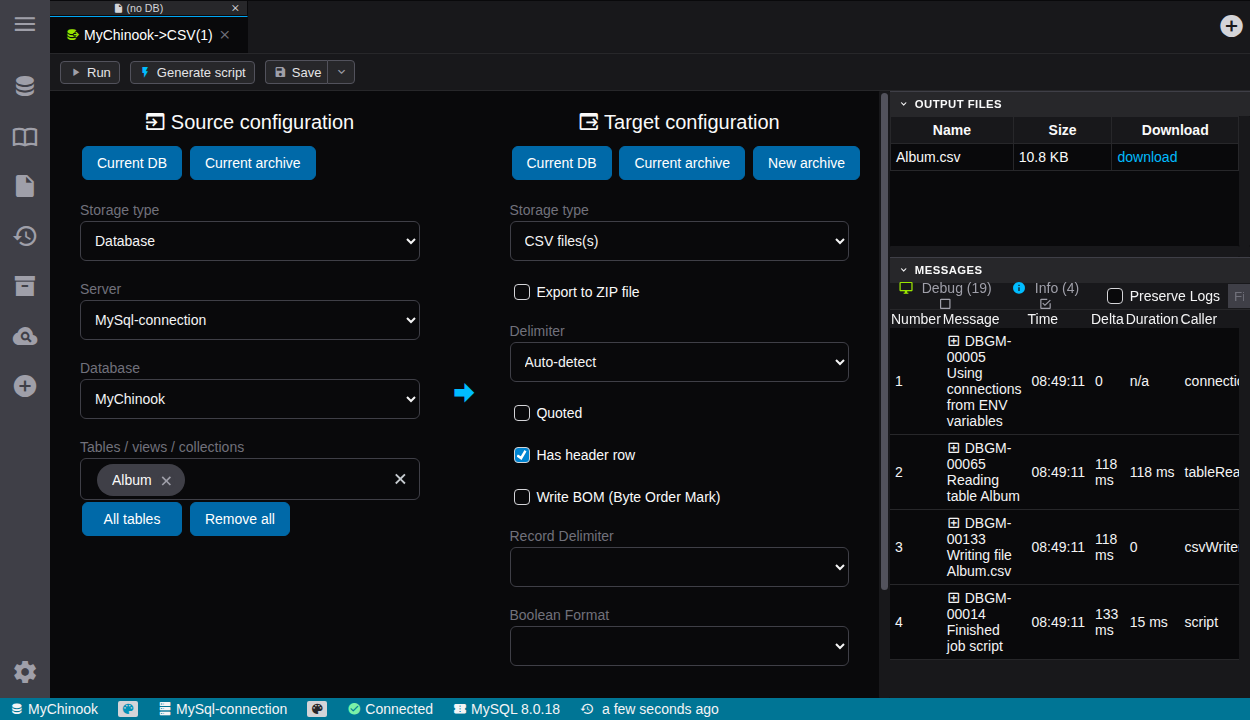 (no DB)
MyChinook->CSV(1)
Run
Generate script
Save
Source configuration
Current DB
Current archive
Storage type
Database
Server
MySql-connection
Database
MyChinook
Tables / views / collections
Album
All tables
Remove all
Target configuration
Current DB
Current archive
New archive
Storage type
CSV files(s)
Export to ZIP file
Delimiter
Auto-detect
Quoted
Has header row
Write BOM (Byte Order Mark)
Record Delimiter
Boolean Format
OUTPUT FILES
Name Size Download
Album.csv 10.8 KB download
MESSAGES
Debug (19) Info (4) Preserve Logs Fi
Number Message Time Delta Duration Caller
1 DBGM-
00005
Using
connections
from ENV
variables
08:49:11 0 n/a connectic
2 DBGM-
00065
Reading
table Album
08:49:11 118
ms
118 ms tableRea
3 DBGM-
00133
Writing file
Album.csv
08:49:11 118
ms
0 csvWrite
4 DBGM-
00014
Finished
job script
08:49:11 133
ms
15 ms script
MyChinook MySql-connection Connected MySQL 8.0.18 a few seconds ago